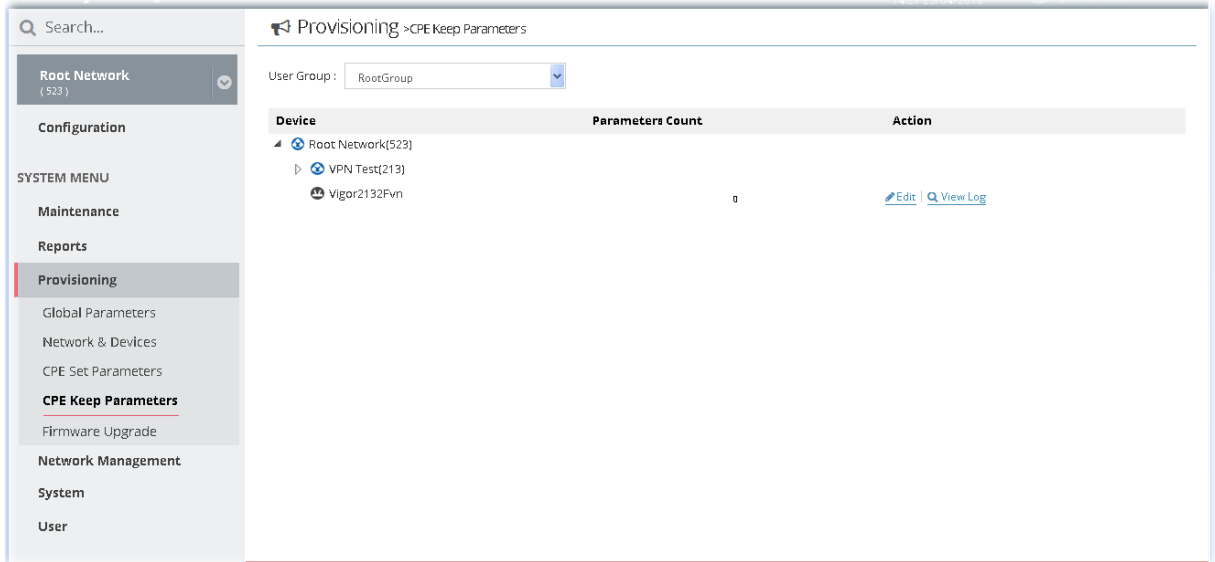 Search...
Provisioning >CPE Keep Parameters
Root Network
(523)
User Group : RootGroup
Configuration
Device Parameters Count Action
Root Network(523)
VPN Test(213)
Vigor2132Fvn Edit | View Log
SYSTEM MENU
Maintenance
Reports
Provisioning
Global Parameters
Network & Devices
CPE Set Parameters
CPE Keep Parameters
Firmware Upgrade
Network Management
System
User